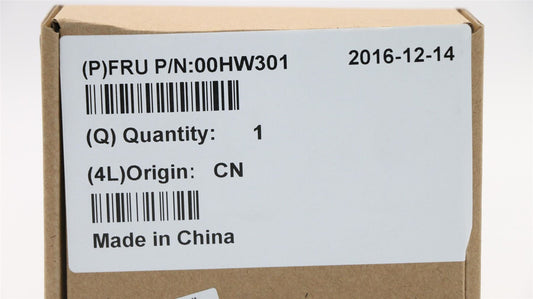 (P)FRU P/N:00HW301 2016-12-14
(Q) Quantity: 1
(4L)Origin: CN
Made in China